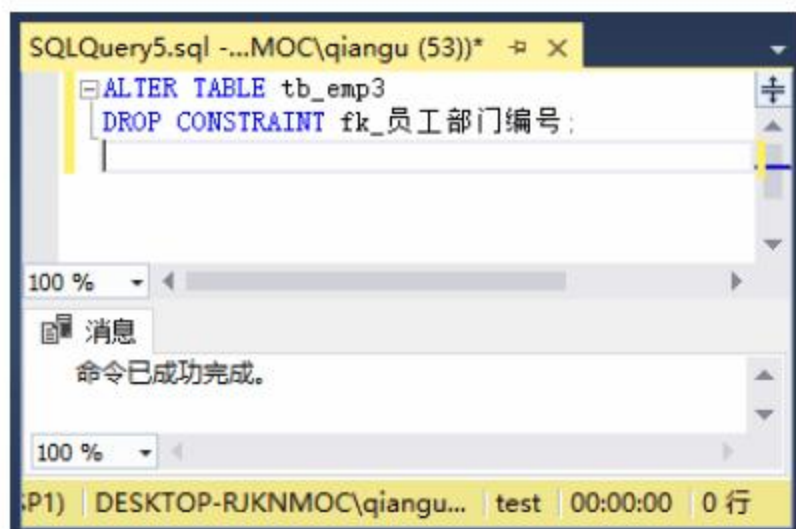 SQLQuery5.sql -...MOC\qiangu (53))*
ALTER TABLE tb_emp3
DROP CONSTRAINT fk_员工部门编号;
100 %
消息
命令已成功完成。
100 %
SP1) DESKTOP-RJKNMOC\qiangu... test 00:00:00 0 行